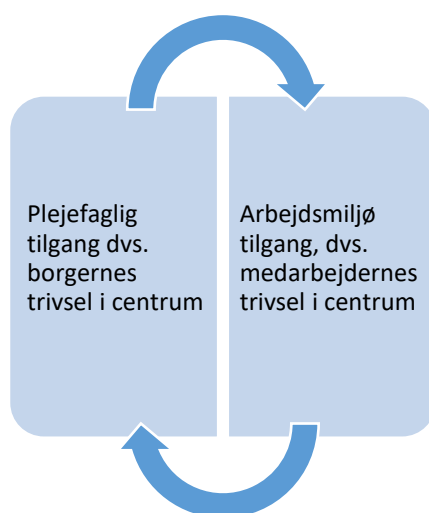 Plejefaglig
tilgang dvs.
borgernes
trivsel i centrum
Arbejdsmiljø
tilgang, dvs.
medarbejdernes
trivsel i centrum